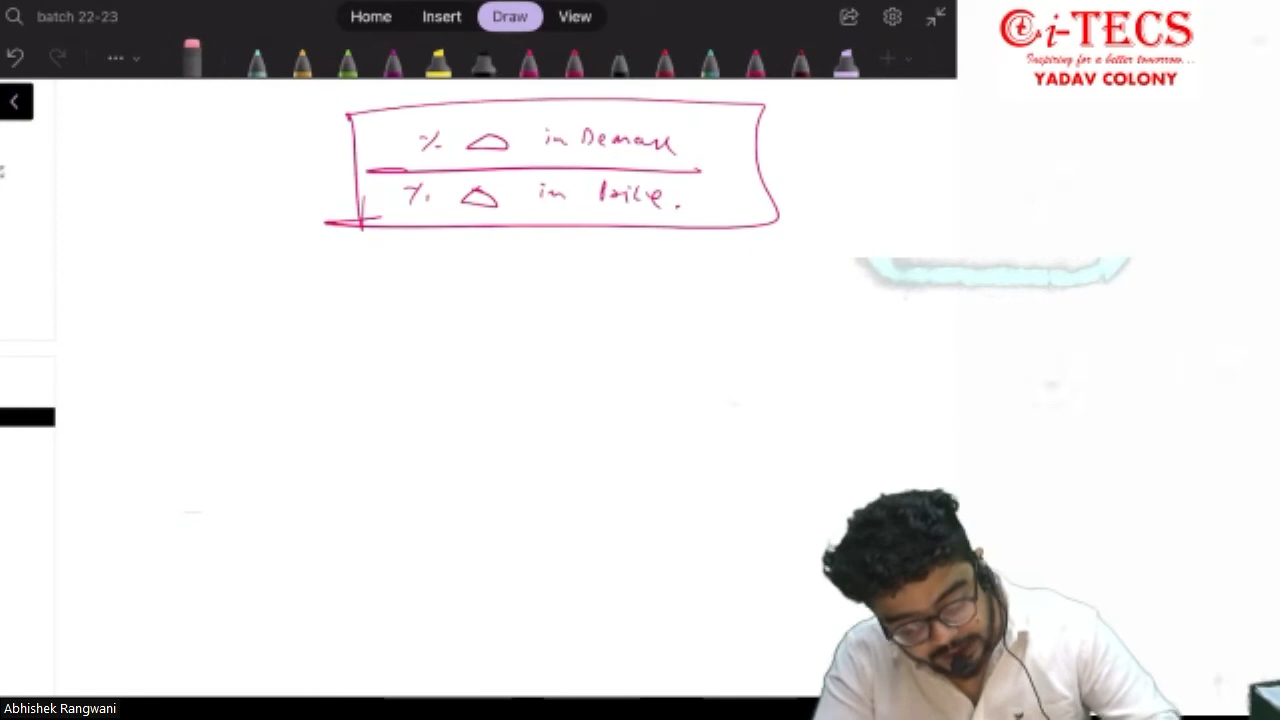 batch 22-23
Home Insert Draw View
i-TECS
Inspiring for a better tomorrow...
YADAV COLONY
% △ in Deman
% △ in Price.
Abhishek Rangwani